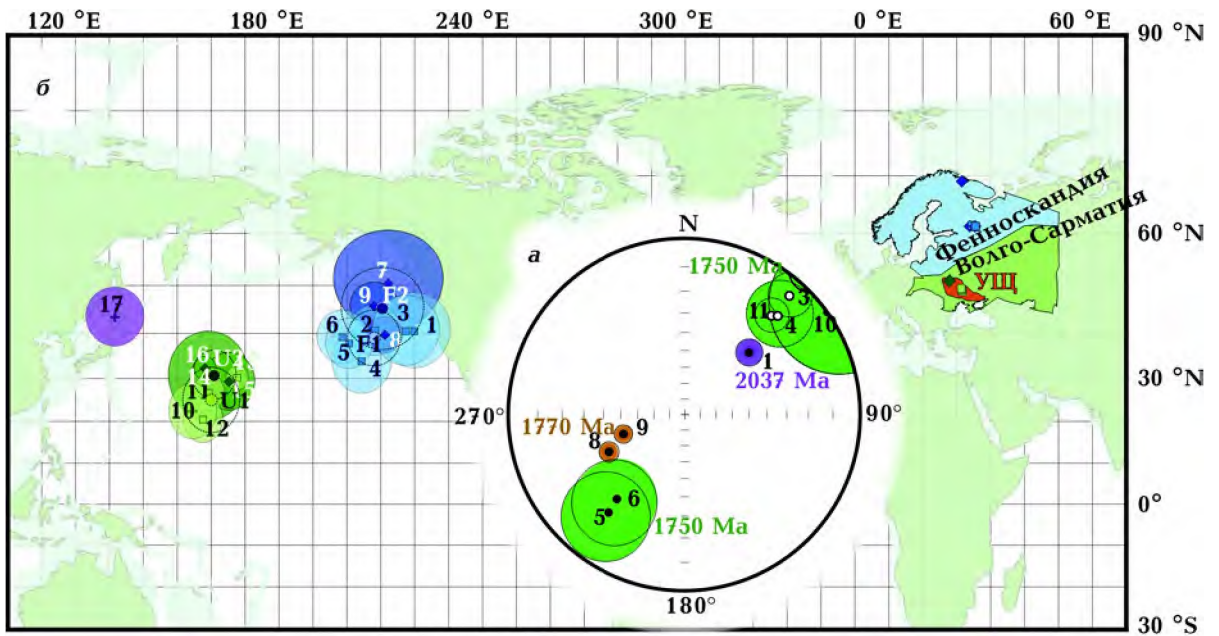 120 °E 180 °E 240 °E 300 °E 0 °E 60 °E
90 °N
б
Фенноскандия
Волго-Сарматия
УЩ
60 °N
N
а
1750 Ma
7
9 F2
3
17
6 2 1
5 F1 8
4
3
11 4 10
1
2037 Ma
16 U3
14
11 U1
10
12
30 °N
270°
90°
1770 Ma 9
8
6
5
1750 Ma
0°
180°
30 °S